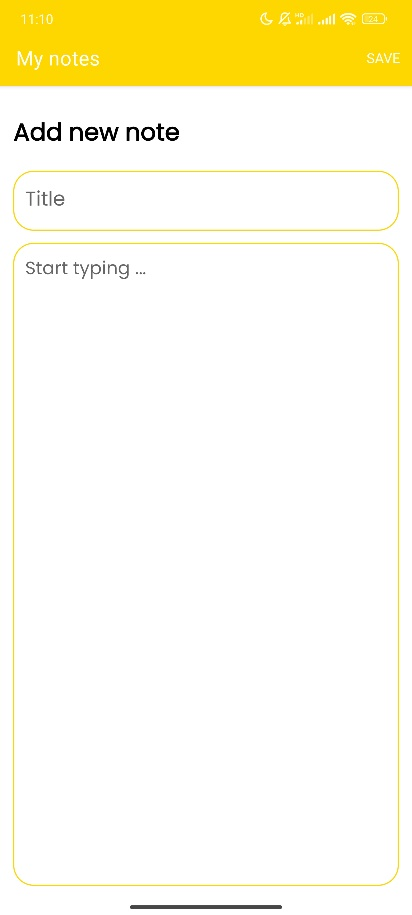 11:10
My notes
SAVE
Add new note
Title
Start typing ...